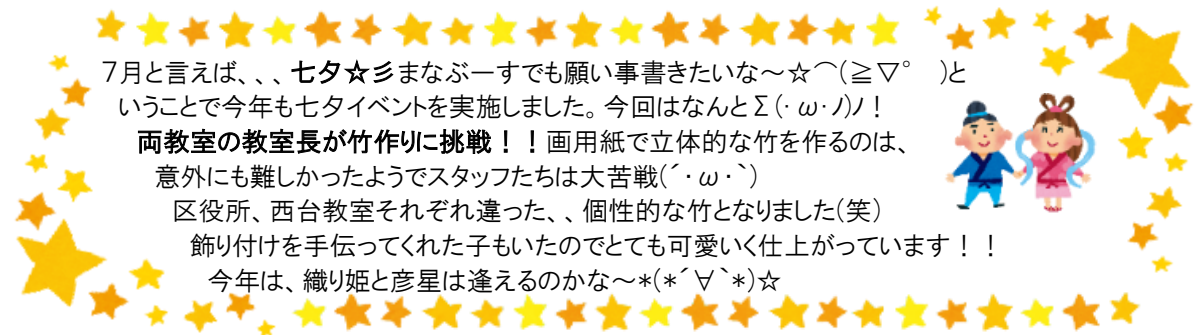 7月と言えば、、、七夕☆彡まなぶーすでも願い事書きたいな～☆⌒(≧▽°　)と
いうことで今年も七夕イベントを実施しました。今回はなんとΣ(･ω･ﾉ)ﾉ！
両教室の教室長が竹作りに挑戦！！画用紙で立体的な竹を作るのは、
意外にも難しかったようでスタッフたちは大苦戦(´・ω・`)
区役所、西台教室それぞれ違った、、個性的な竹となりました(笑)
飾り付けを手伝ってくれた子もいたのでとても可愛いく仕上がっています！！
今年は、織り姫と彦星は逢えるのかな～*(*´∀`*)☆